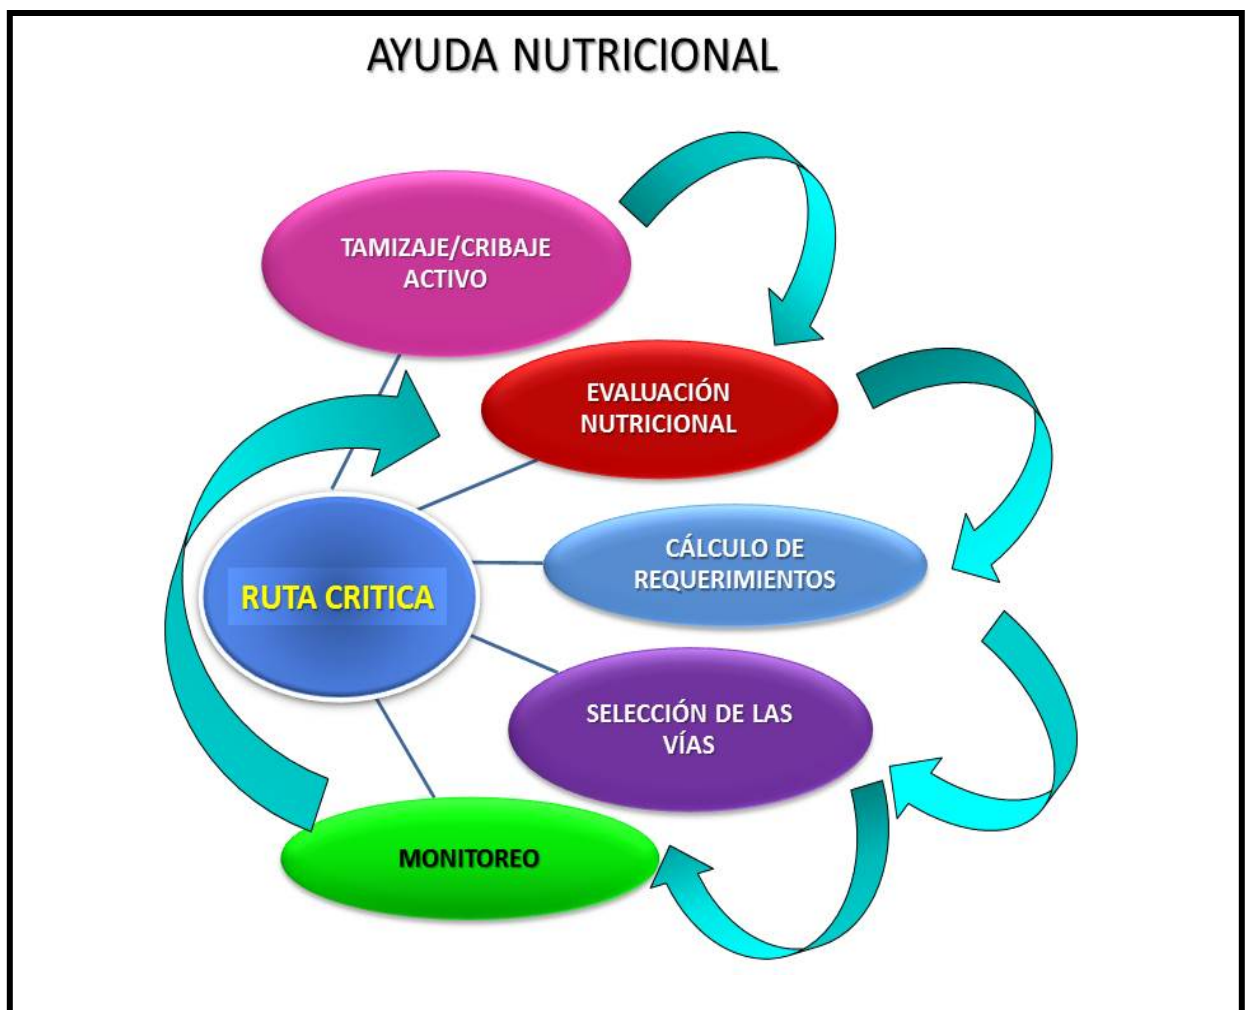 AYUDA NUTRICIONAL
TAMIZAJE/CRIBAJE
ACTIVO
EVALUACIÓN
NUTRICIONAL
CÁLCULO DE
REQUERIMIENTOS
RUTA CRITICA
SELECCIÓN DE LAS
VÍAS
MONITOREO